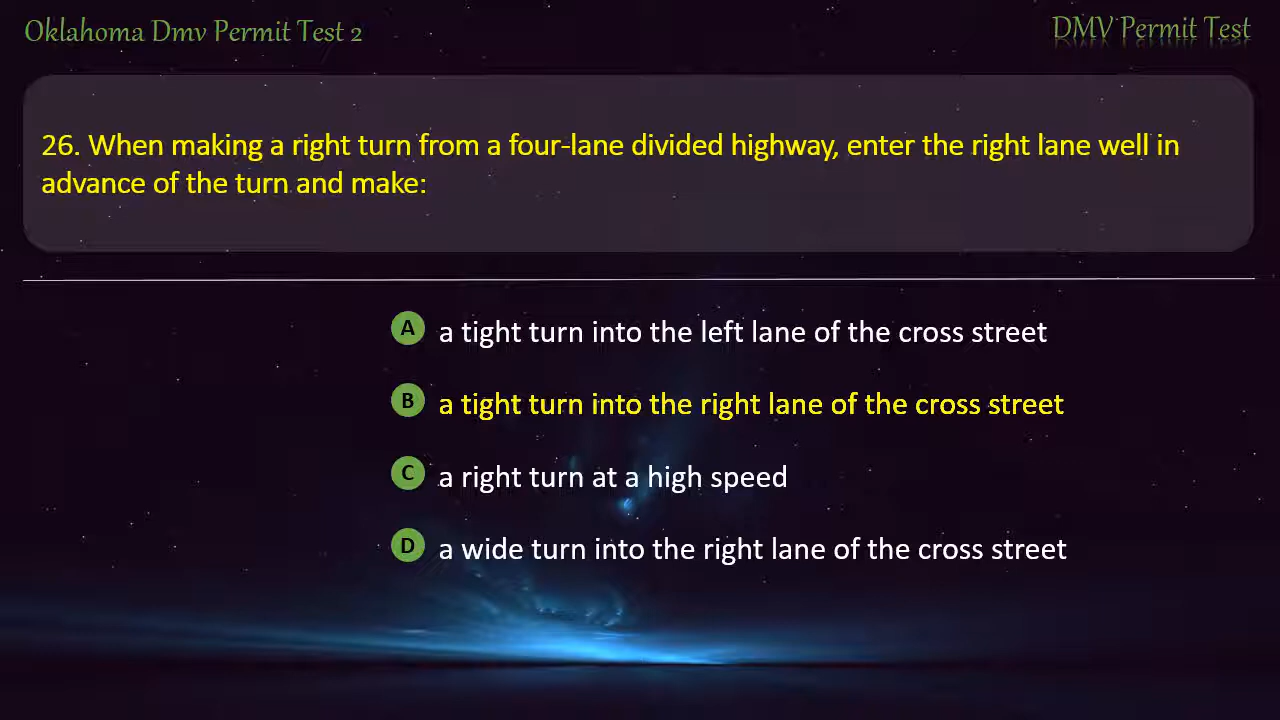 Oklahoma Dmv Permit Test 2
DMV Permit Test
26. When making a right turn from a four-lane divided highway, enter the right lane well in
advance of the turn and make:
A a tight turn into the left lane of the cross street
B a tight turn into the right lane of the cross street
C a right turn at a high speed
D a wide turn into the right lane of the cross street